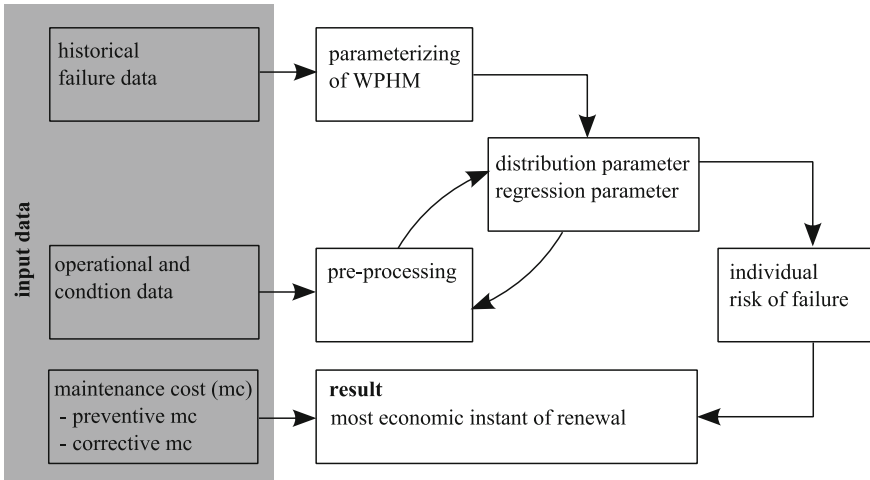 input data
historical
failure data
parameterizing
of WPHM
distribution parameter
regression parameter
operational and
condtion data
pre-processing
individual
risk of failure
maintenance cost (mc)
- preventive mc
- corrective mc
result
most economic instant of renewal